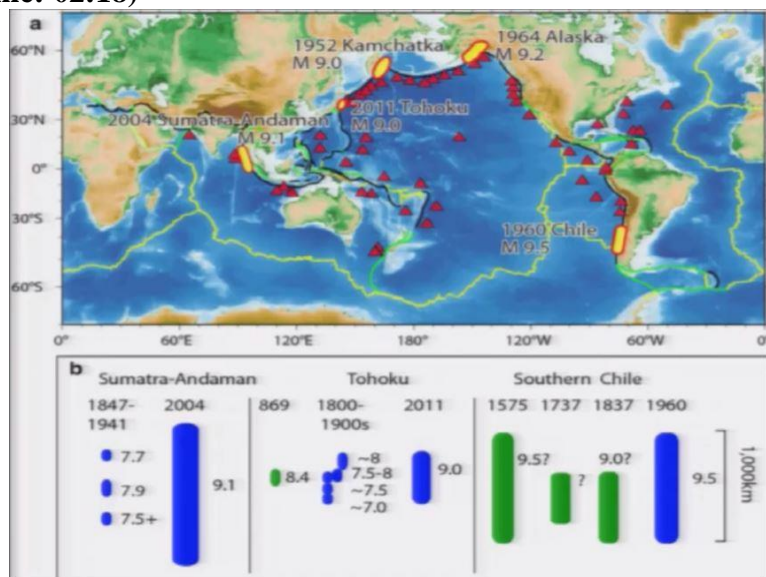 ne: 02:18)
a
60°N
30°N
0°
30°S
60°S
1952 Kamchatka
M 9.0
1964 Alaska
M 9.2
2011 Tohoku
M 9.0
2004 Sumatra-Andaman
M 9.1
1960 Chile
M 9.5
0° 60°E 120°E 180° 120°W 60°W 0°
b
Sumatra-Andaman Tohoku Southern Chile
1847- 2004 869 1800- 2011 1575 1737 1837 1960
1941 1900s
7.7
7.9
7.5+
9.1
8.4
~8
7.5-8
~7.5
~7.0
9.0
9.5?
?
9.0?
9.5
1,000km